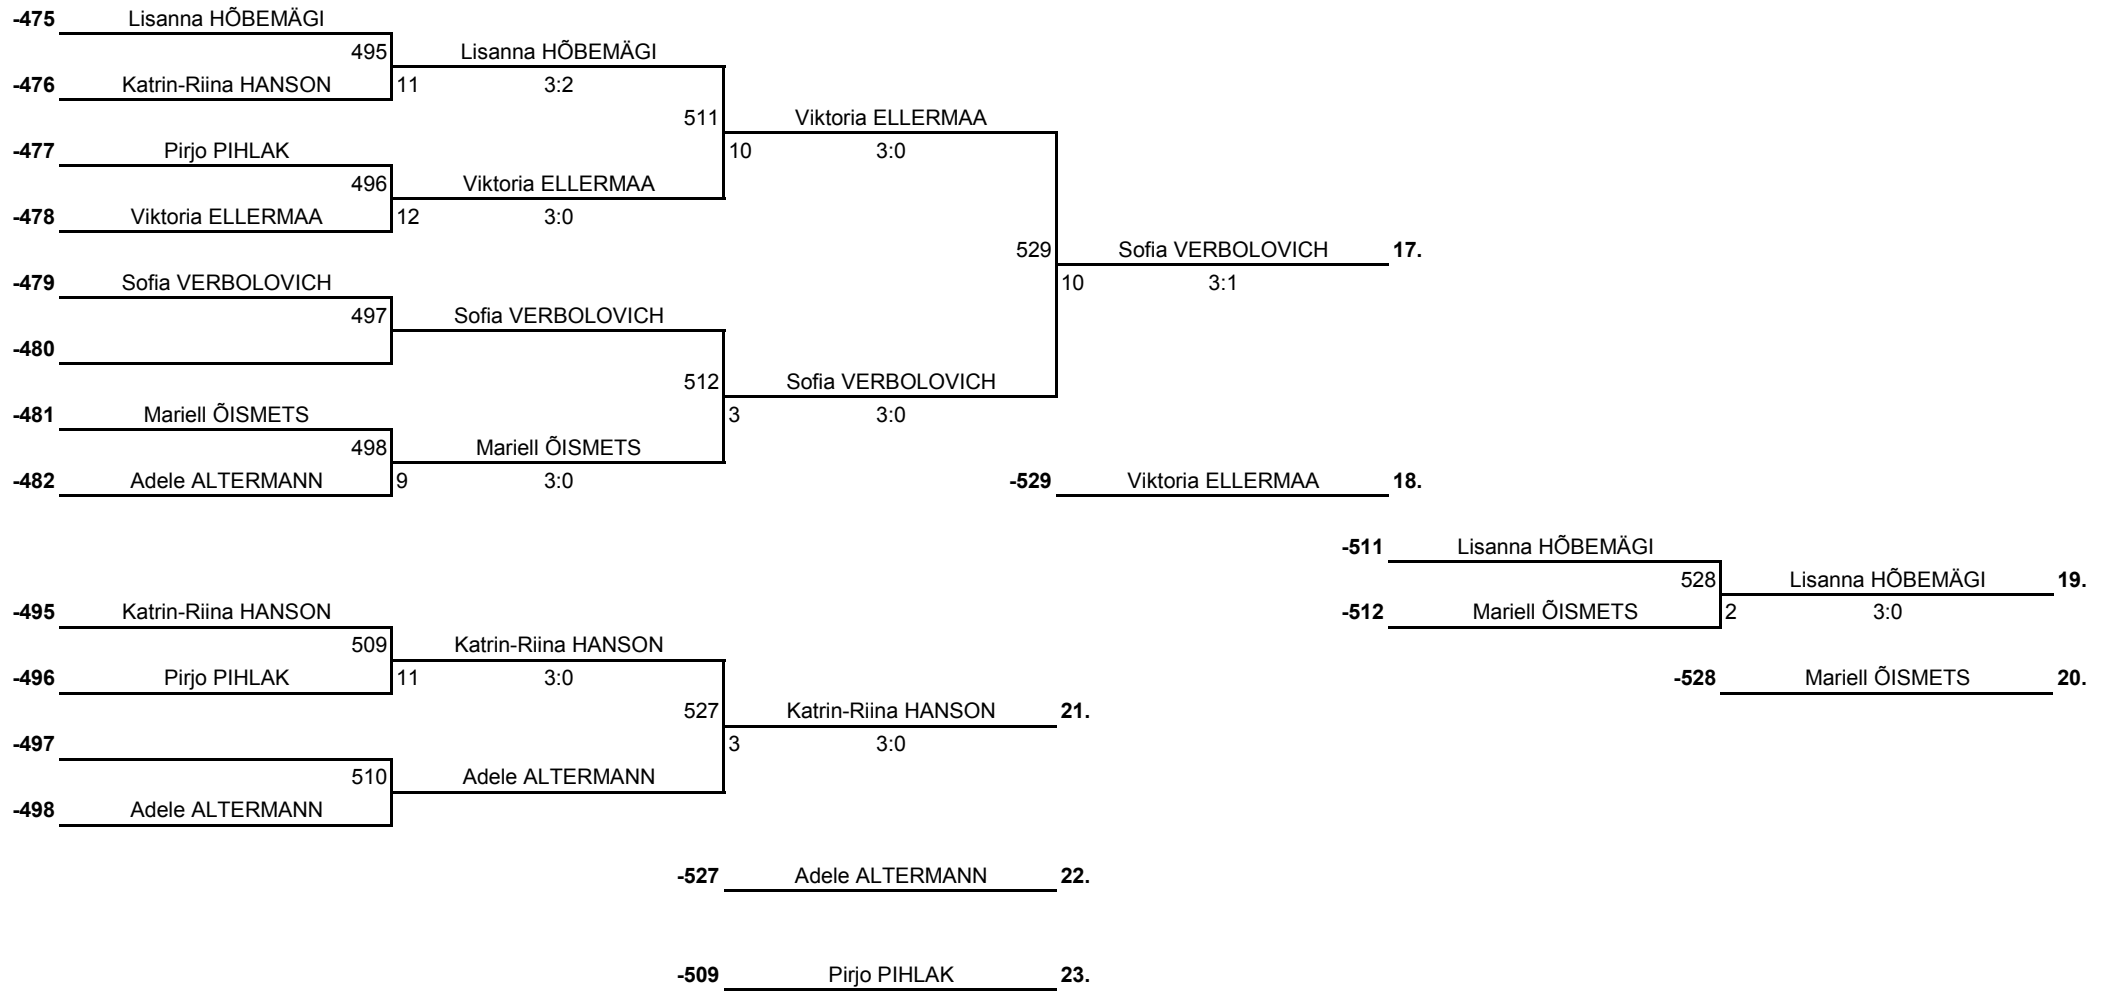 -475 Lisanna HÕBEMÄGI
495 Lisanna HÕBEMÄGI
-476 Katrin-Riina HANSON 11 3:2
511 Viktoria ELLERMAA
-477 Pirjo PIHLAK 10 3:0
496 Viktoria ELLERMAA
-478 Viktoria ELLERMAA 12 3:0
529 Sofia VERBOLOVICH 17.
-479 Sofia VERBOLOVICH 10 3:1
497 Sofia VERBOLOVICH
-480
512 Sofia VERBOLOVICH
-481 Mariell ÕISMETS 3 3:0
498 Mariell ÕISMETS
-482 Adele ALTERMANN 9 3:0 -529 Viktoria ELLERMAA 18.
-511 Lisanna HÕBEMÄGI
528 Lisanna HÕBEMÄGI 19.
-495 Katrin-Riina HANSON -512 Mariell ÕISMETS 2 3:0
509 Katrin-Riina HANSON
-496 Pirjo PIHLAK 11 3:0 -528 Mariell ÕISMETS 20.
527 Katrin-Riina HANSON 21.
-497 3 3:0
510 Adele ALTERMANN
-498 Adele ALTERMANN
-527 Adele ALTERMANN 22.
-509 Pirjo PIHLAK 23.